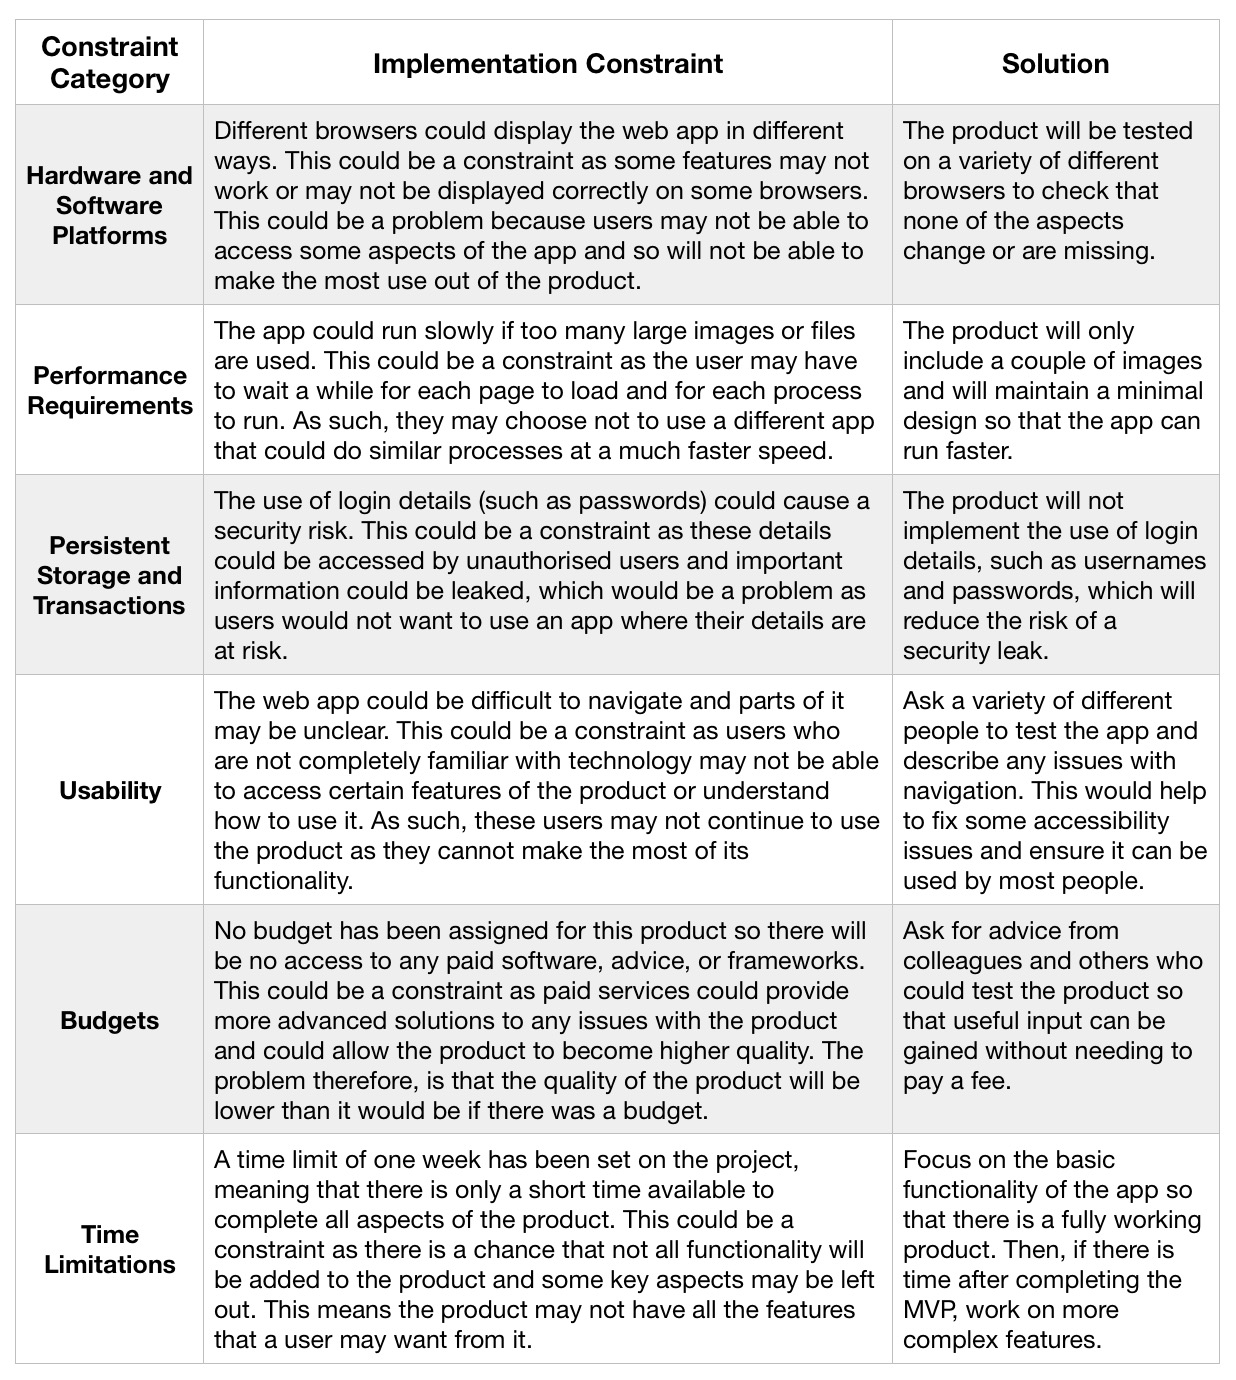 Constraint
Category
Implementation Constraint
Solution
Hardware and
Software
Platforms
Different browsers could display the web app in different
ways. This could be a constraint as some features may not
work or may not be displayed correctly on some browsers.
This could be a problem because users may not be able to
access some aspects of the app and so will not be able to
make the most use out of the product.
The product will be tested
on a variety of different
browsers to check that
none of the aspects
change or are missing.
Performance
Requirements
The app could run slowly if too many large images or files
are used. This could be a constraint as the user may have
to wait a while for each page to load and for each process
to run. As such, they may choose not to use a different app
that could do similar processes at a much faster speed.
The product will only
include a couple of images
and will maintain a minimal
design so that the app can
run faster.
Persistent
Storage and
Transactions
The use of login details (such as passwords) could cause a
security risk. This could be a constraint as these details
could be accessed by unauthorised users and important
information could be leaked, which would be a problem as
users would not want to use an app where their details are
at risk.
The product will not
implement the use of login
details, such as usernames
and passwords, which will
reduce the risk of a
security leak.
Usability
The web app could be difficult to navigate and parts of it
may be unclear. This could be a constraint as users who
are not completely familiar with technology may not be able
to access certain features of the product or understand
how to use it. As such, these users may not continue to use
the product as they cannot make the most of its
functionality.
Ask a variety of different
people to test the app and
describe any issues with
navigation. This would help
to fix some accessibility
issues and ensure it can be
used by most people.
Budgets
No budget has been assigned for this product so there will
be no access to any paid software, advice, or frameworks.
This could be a constraint as paid services could provide
more advanced solutions to any issues with the product
and could allow the product to become higher quality. The
problem therefore, is that the quality of the product will be
lower than it would be if there was a budget.
Ask for advice from
colleagues and others who
could test the product so
that useful input can be
gained without needing to
pay a fee.
Time
Limitations
A time limit of one week has been set on the project,
meaning that there is only a short time available to
complete all aspects of the product. This could be a
constraint as there is a chance that not all functionality will
be added to the product and some key aspects may be left
out. This means the product may not have all the features
that a user may want from it.
Focus on the basic
functionality of the app so
that there is a fully working
product. Then, if there is
time after completing the
MVP, work on more
complex features.